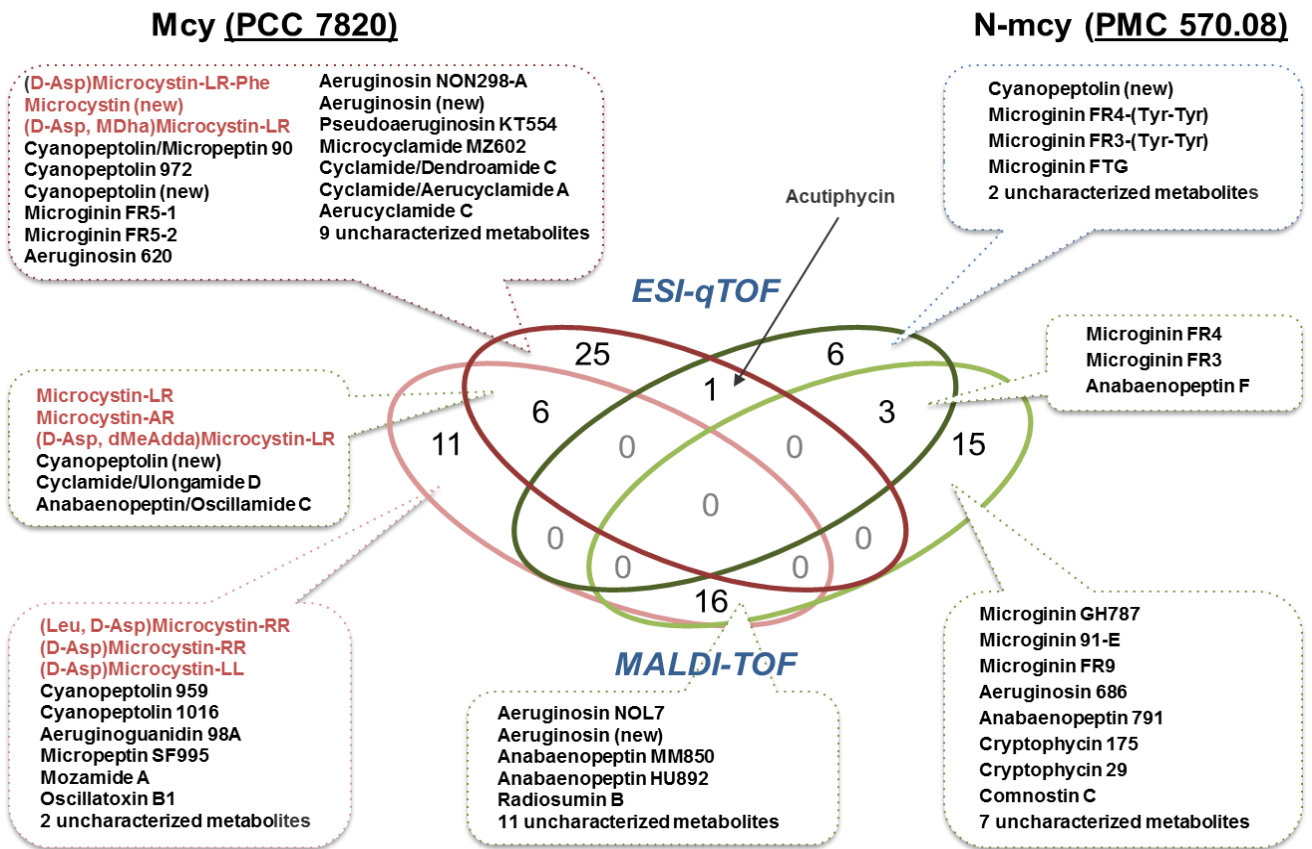 Mcy (PCC 7820)
N-mcy (PMC 570.08)
(D-Asp)Microcystin-LR-Phe
Microcystin (new)
(D-Asp, MDha)Microcystin-LR
Cyanopeptolin/Micropeptin 90
Cyanopeptolin 972
Cyanopeptolin (new)
Microginin FR5-1
Microginin FR5-2
Aeruginosin 620
Aeruginosin NON298-A
Aeruginosin (new)
Pseudoaeruginosin KT554
Microcyclamide MZ602
Cyclamide/Dendroamide C
Cyclamide/Aerucyclamide A
Aerucyclamide C
9 uncharacterized metabolites
Acutiphycin
Cyanopeptolin (new)
Microginin FR4-(Tyr-Tyr)
Microginin FR3-(Tyr-Tyr)
Microginin FTG
2 uncharacterized metabolites
ESI-qTOF
Microginin FR4
Microginin FR3
Anabaenopeptin F
Microcystin-LR
Microcystin-AR
(D-Asp, dMeAdda)Microcystin-LR
Cyanopeptolin (new)
Cyclamide/Ulongamide D
Anabaenopeptin/Oscillamide C
25
6
1
6
3
11
0
0
15
0
0
0
0
0
16
MALDI-TOF
(Leu, D-Asp)Microcystin-RR
(D-Asp)Microcystin-RR
(D-Asp)Microcystin-LL
Cyanopeptolin 959
Cyanopeptolin 1016
Aeruginoguanidin 98A
Micropeptin SF995
Mozamide A
Oscillatoxin B1
2 uncharacterized metabolites
Aeruginosin NOL7
Aeruginosin (new)
Anabaenopeptin MM850
Anabaenopeptin HU892
Radiosumin B
11 uncharacterized metabolites
Microginin GH787
Microginin 91-E
Microginin FR9
Aeruginosin 686
Anabaenopeptin 791
Cryptophycin 175
Cryptophycin 29
Comnostin C
7 uncharacterized metabolites